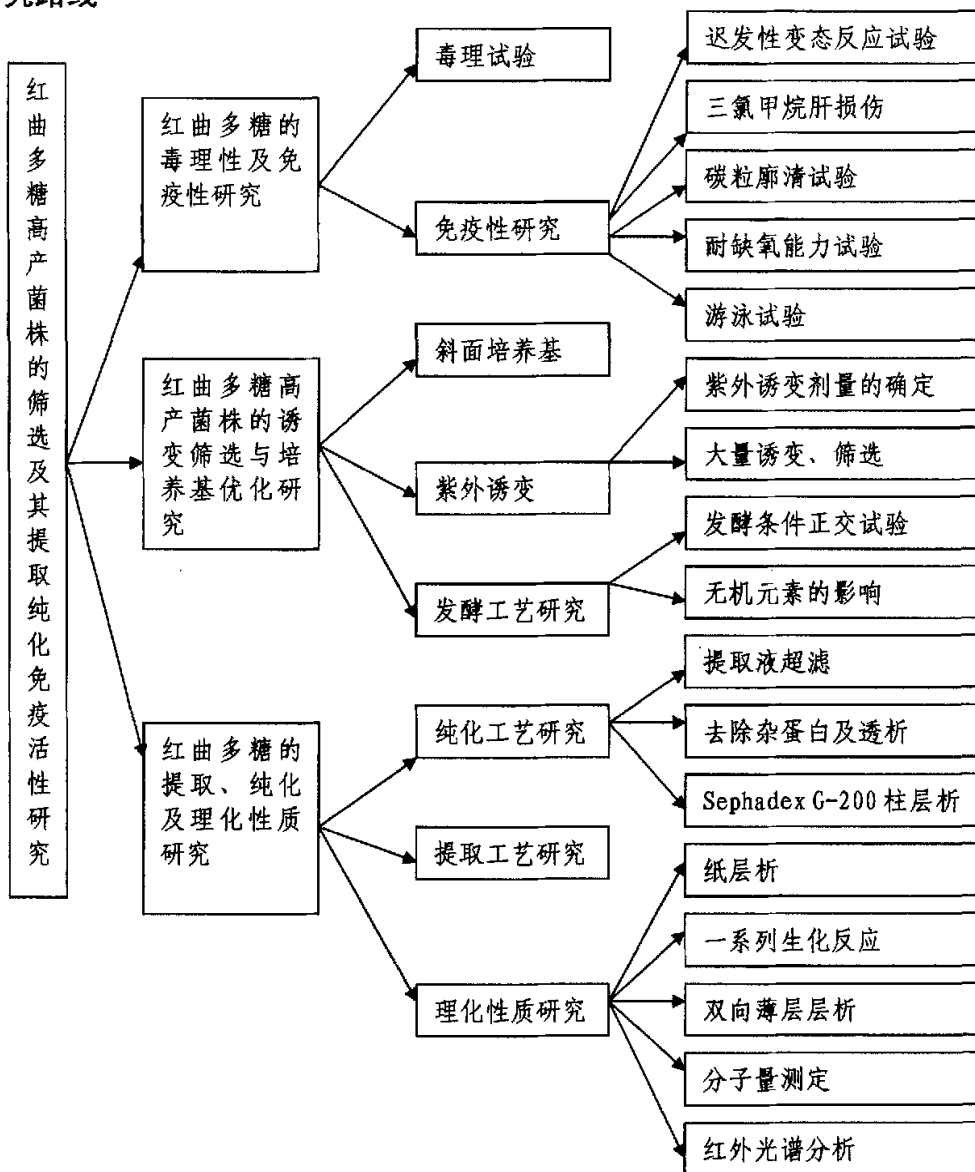 红曲多糖高产菌株的筛选及其提取纯化免疫活性研究
红曲多糖的
毒理性及免
疫性研究
毒理试验
免疫性研究
迟发性变态反应试验
三氯甲烷肝损伤
碳粒廓清试验
耐缺氧能力试验
游泳试验
红曲多糖高
产菌株的诱
变筛选与培
养基优化研
究
斜面培养基
紫外诱变
紫外诱变剂量的确定
大量诱变、筛选
发酵工艺研究
发酵条件正交试验
无机元素的影响
红曲多糖的
提取、纯化
及理化性质
研究
纯化工艺研究
提取液超滤
去除杂蛋白及透析
Sephadex G-200 柱层析
提取工艺研究
理化性质研究
纸层析
一系列生化反应
双向薄层层析
分子量测定
红外光谱分析